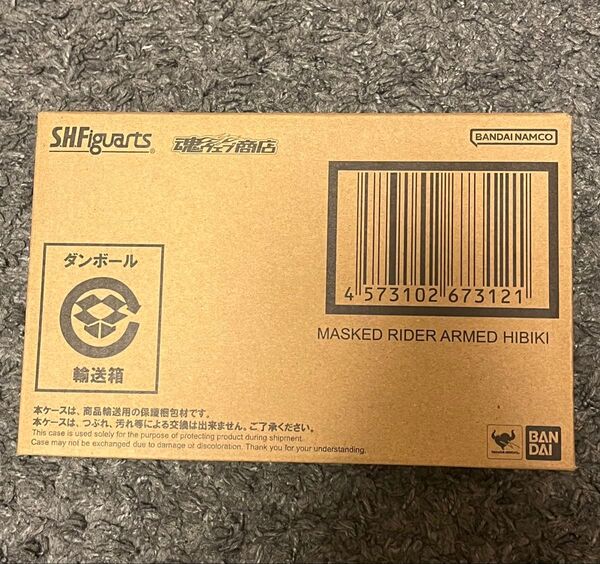 S.H.Figuarts
魂ウェブ商店
BANDAI NAMCO
4 573102 673121
MASKED RIDER ARMED HIBIKI
ダンボール
輸送箱
本ケースは、商品輸送用の保護梱包材です。
本ケースは、つぶれ、汚れ等による交換は出来ません。ご了承ください。
This case is used solely for the purpose of protecting product during shipment.
Case may not be exchanged due to damage of discoloration. Thank you for your understanding.
BAN
DAI